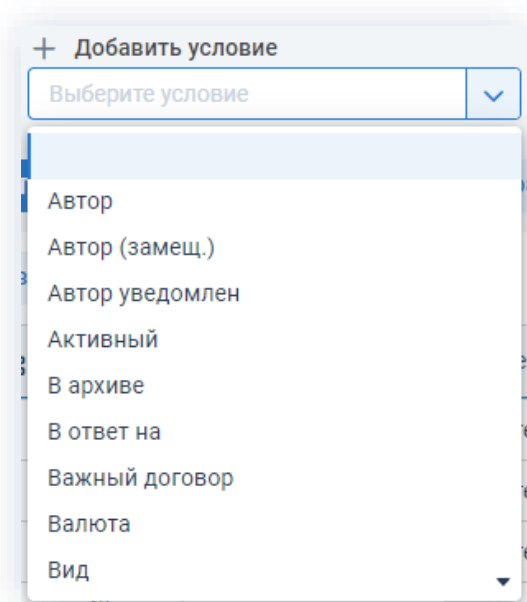 + Добавить условие
Выберите условие
Автор
Автор (замещ.)
Автор уведомлен
Активный
В архиве
В ответ на
Важный договор
Валюта
Вид